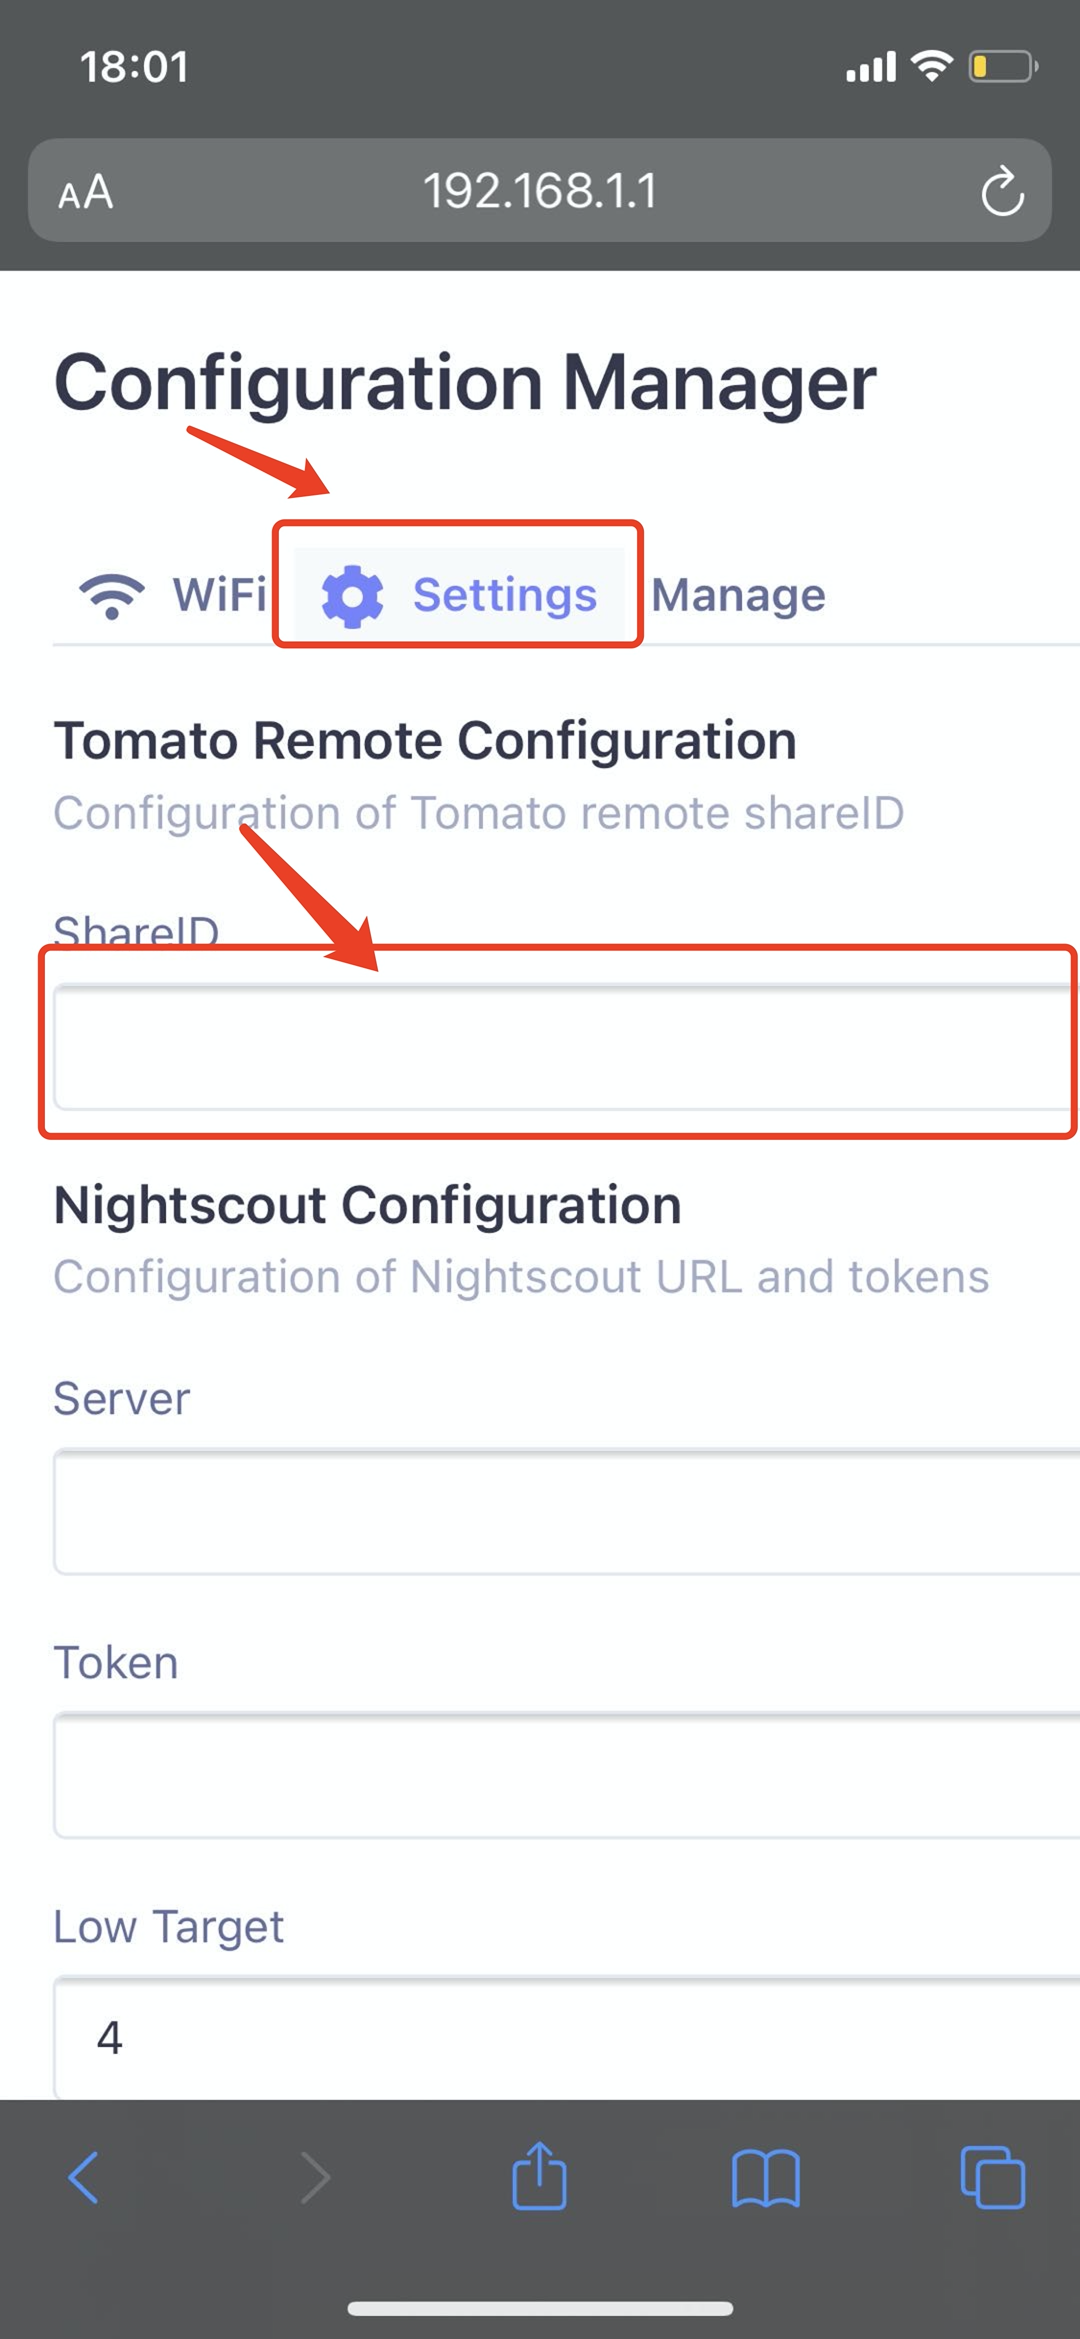 18:01
AA 192.168.1.1
Configuration Manager
WiFi Settings Manage
Tomato Remote Configuration
Configuration of Tomato remote shareID
ShareID
Nightscout Configuration
Configuration of Nightscout URL and tokens
Server
Token
Low Target
4